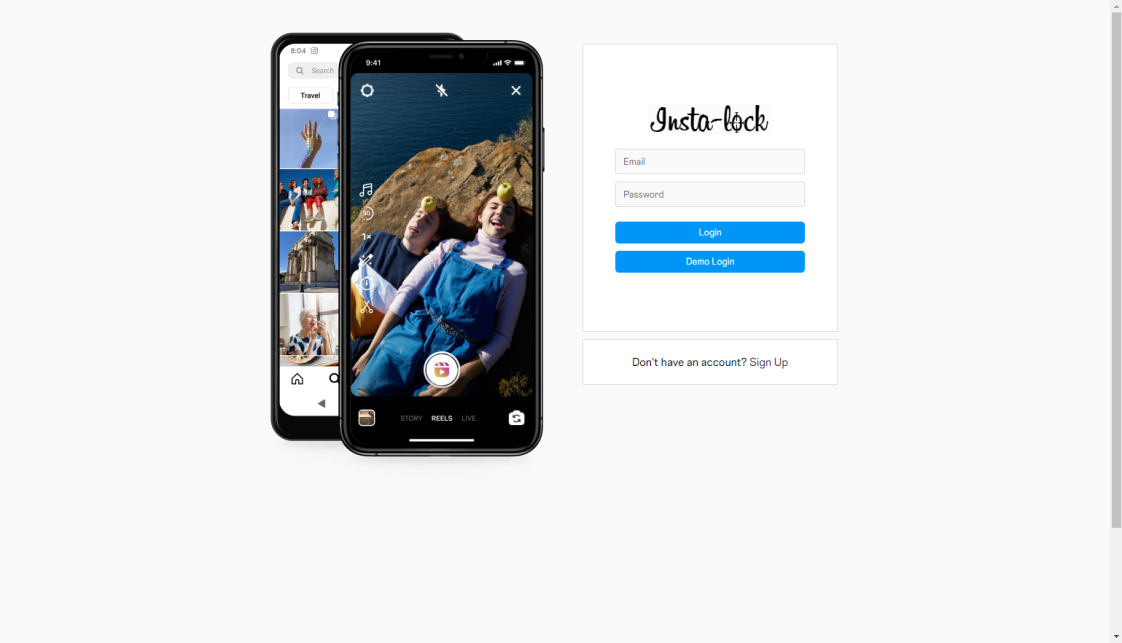 8:04
Search
Travel
9:41
30
1×
STORY REELS LIVE
Insta-lock
Email
Password
Login
Demo Login
Don't have an account? Sign Up